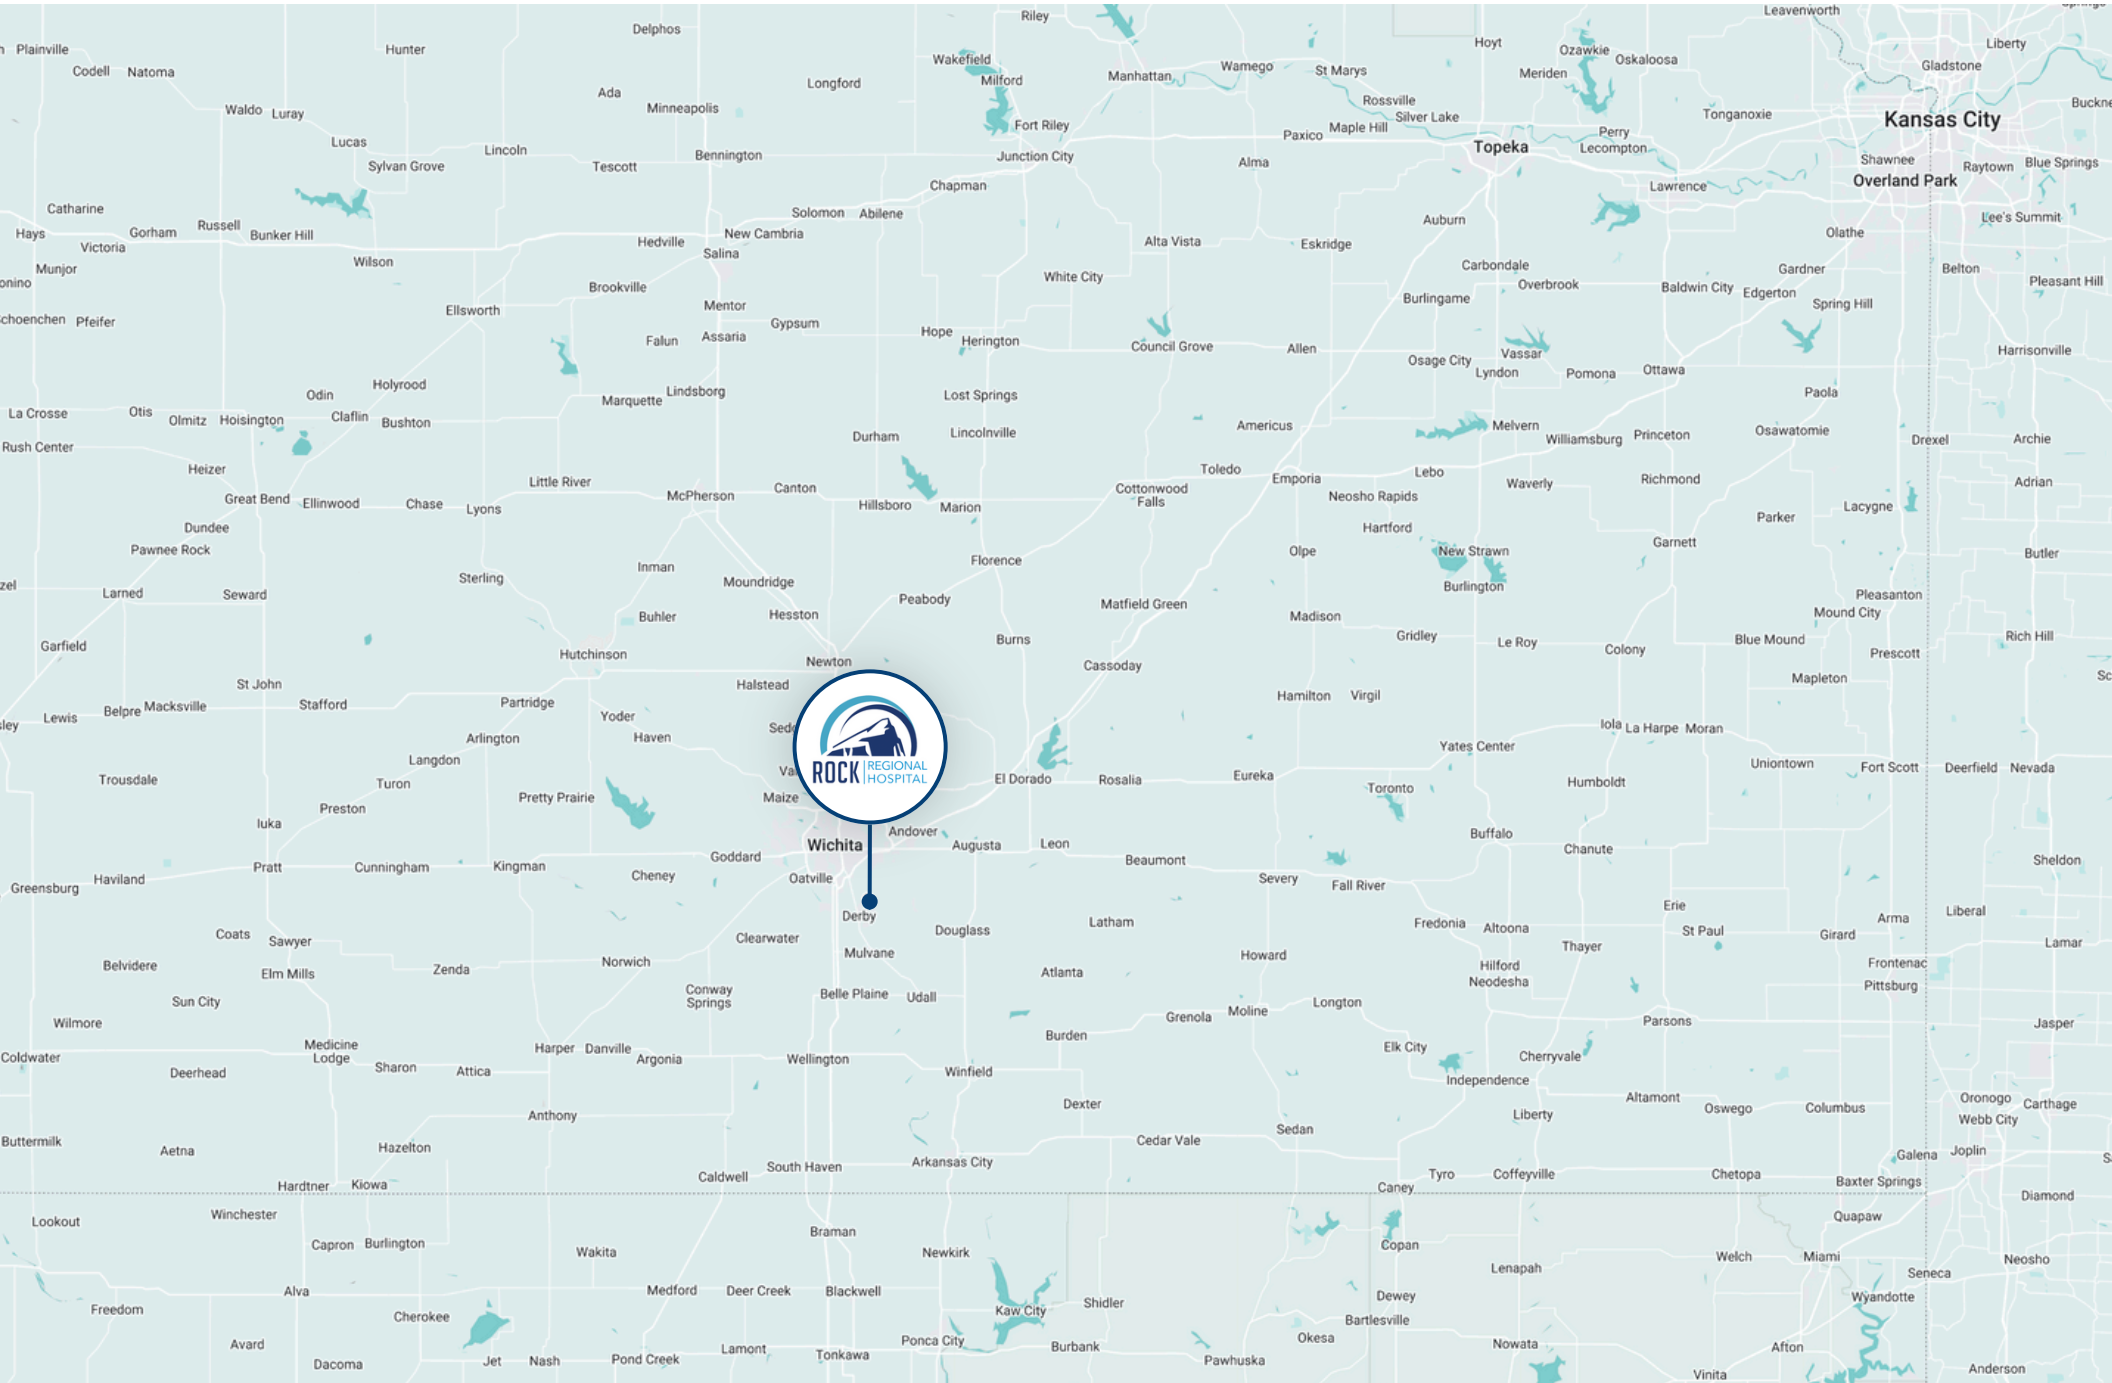 Riley
Leavenworth
Delphos
Plainville
Hunter
Hoyt
Ozawkie
Oskaloosa
Liberty
Codell
Natoma
Longford
Wakefield
Milford
Manhattan
Wamego
St Marys
Meriden
Gladstone
Ada
Minneapolis
Waldo
Luray
Rossville
Silver Lake
Tonganoxie
Kansas City
Lucas
Lincoln
Fort Riley
Paxico
Maple Hill
Perry
Lecompton
Topeka
Sylvan Grove
Tescott
Bennington
Junction City
Alma
Shawnee
Raytown
Blue Springs
Overland Park
Chapman
Lawrence
Catharine
Solomon
Abilene
Auburn
Lee's Summit
Hays
Victoria
Gorham
Russell
Bunker Hill
Hedville
New Cambria
Salina
Alta Vista
Eskridge
Olathe
Munjor
Wilson
White City
Carbondale
Overbrook
Gardner
Belton
Pleasant Hill
Brookville
Baldwin City
Edgerton
Spring Hill
Burlingame
Pfeifer
Ellsworth
Mentor
Gypsum
Falun
Assaria
Hope
Herington
Council Grove
Allen
Osage City
Vassar
Lyndon
Pomona
Ottawa
Harrisonville
Holyrood
Odin
Marquette
Lindsborg
Lost Springs
Paola
La Crosse
Otis
Olmitz
Hoisington
Claflin
Bushton
Americus
Melvern
Williamsburg
Princeton
Osawatomie
Drexel
Archie
Rush Center
Durham
Lincolnville
Heizer
Little River
Toledo
Emporia
Lebo
Waverly
Richmond
Adrian
Great Bend
Ellinwood
Chase
Lyons
McPherson
Canton
Hillsboro
Marion
Cottonwood
Falls
Neosho Rapids
Lacygne
Dundee
Hartford
Parker
Pawnee Rock
Olpe
New Strawn
Garnett
Butler
Florence
Sterling
Inman
Moundridge
Burlington
Larned
Seward
Peabody
Matfield Green
Pleasanton
Mound City
Buhler
Hesston
Madison
Gridley
Le Roy
Colony
Blue Mound
Rich Hill
Garfield
Hutchinson
Newton
Burns
Cassoday
Prescott
St John
Halstead
Hamilton
Virgil
Mapleton
Lewis
Belpre
Macksville
Stafford
Partridge
Yoder
Haven
Arlington
Iola
La Harpe
Moran
Yates Center
ROCK
REGIONAL
HOSPITAL
Langdon
Trousdale
Turon
Pretty Prairie
Maize
El Dorado
Rosalia
Eureka
Toronto
Humboldt
Uniontown
Fort Scott
Deerfield
Nevada
Preston
Iuka
Wichita
Andover
Augusta
Leon
Buffalo
Chanute
Goddard
Beaumont
Sheldon
Greensburg
Haviland
Pratt
Cunningham
Kingman
Cheney
Oatville
Severy
Fall River
Derby
Erie
Liberal
Coats
Sawyer
Clearwater
Douglass
Latham
Fredonia
Altoona
St Paul
Arma
Girard
Thayer
Lamar
Mulvane
Howard
Belvidere
Elm Mills
Zenda
Norwich
Atlanta
Hilford
Neodesha
Frontenac
Pittsburg
Sun City
Conway
Springs
Belle Plaine
Udall
Longton
Wilmore
Grenola
Moline
Parsons
Jasper
Burden
Coldwater
Medicine
Lodge
Harper
Danville
Argonia
Wellington
Elk City
Cherryvale
Deerhead
Sharon
Attica
Winfield
Independence
Dexter
Altamont
Oswego
Columbus
Oronogo
Carthage
Anthony
Liberty
Webb City
Buttermilk
Aetna
Hazelton
Cedar Vale
Sedan
Galena
Joplin
Arkansas City
South Haven
Caldwell
Hardtner
Kiowa
Caney
Tyro
Coffeyville
Chetopa
Baxter Springs
Diamond
Lookout
Winchester
Quapaw
Capron
Burlington
Wakita
Braman
Newkirk
Copan
Lenapah
Welch
Miami
Neosho
Seneca
Alva
Medford
Deer Creek
Blackwell
Dewey
Wyandotte
Freedom
Cherokee
Kaw City
Shidler
Bartlesville
Avard
Okesa
Nowata
Afton
Ponca City
Burbank
Dacoma
Jet
Nash
Pond Creek
Lamont
Tonkawa
Pawhuska
Vinita
Anderson